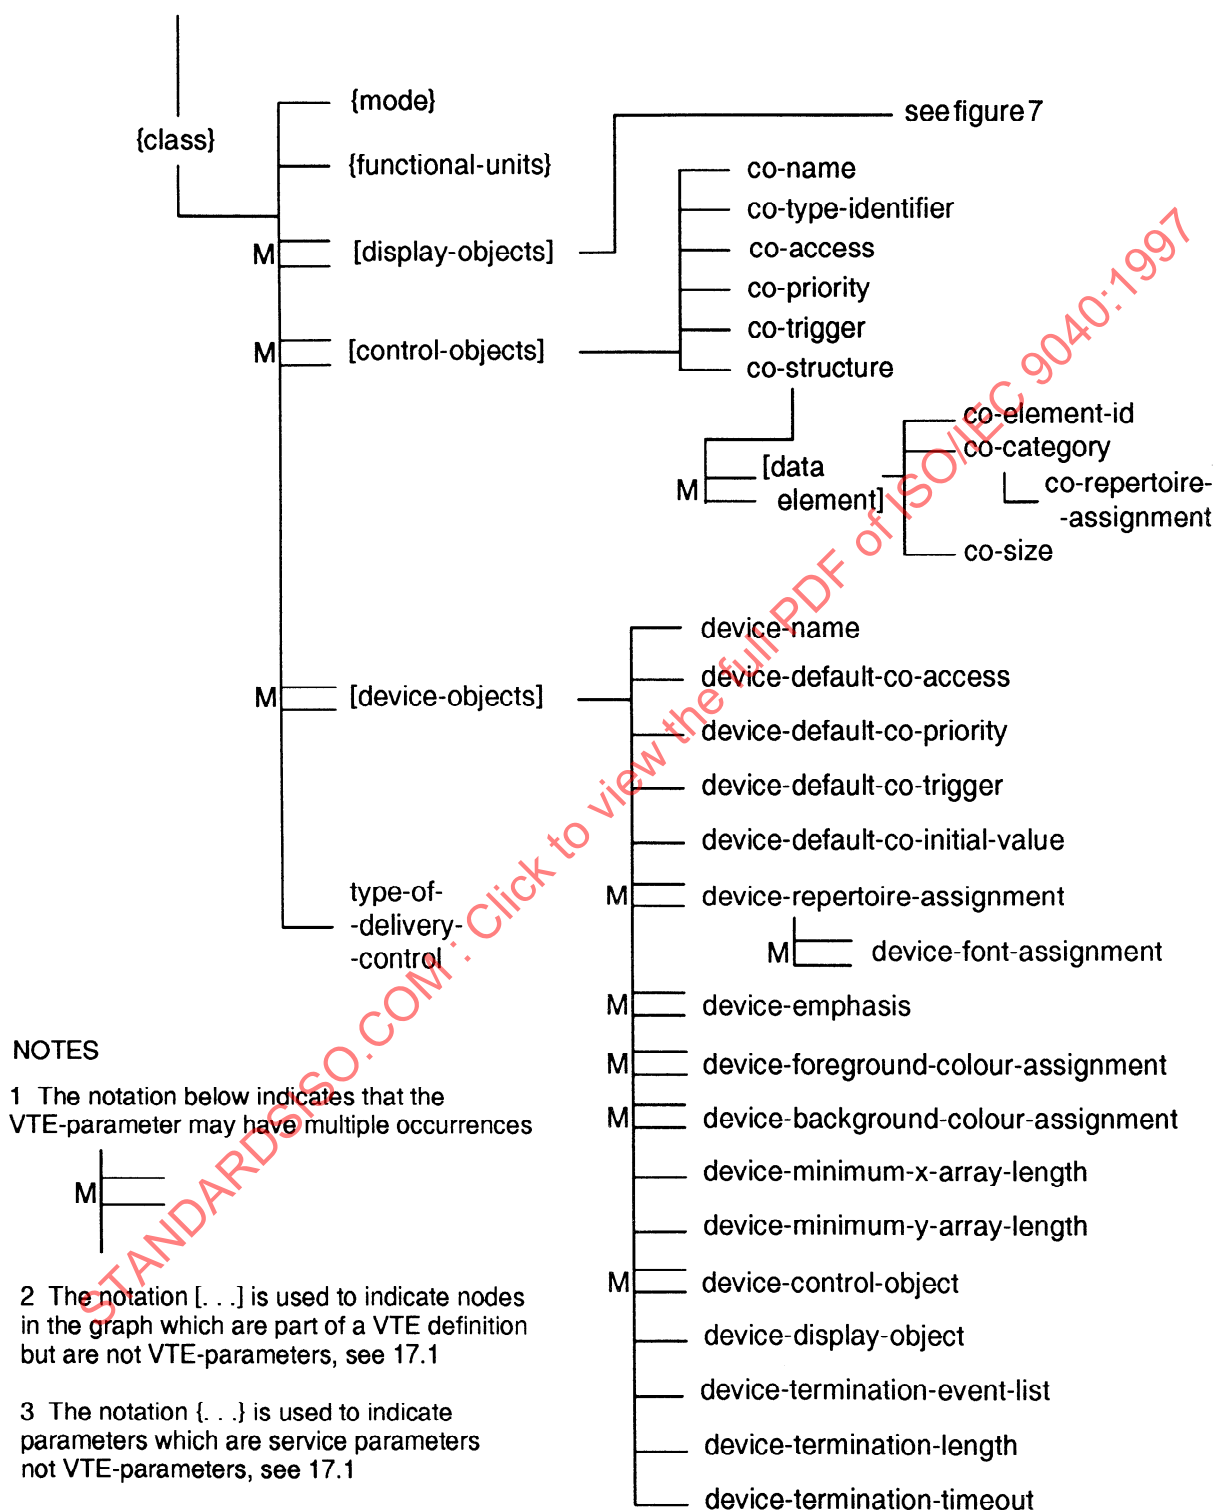 {class}
{mode}
{functional-units}
M [display-objects]
see figure 7
M [control-objects]
co-name
co-type-identifier
co-access
co-priority
co-trigger
co-structure
M [data
element]
co-element-id
co-category
co-repertoire-
-assignment
co-size
M [device-objects]
device-name
device-default-co-access
device-default-co-priority
device-default-co-trigger
device-default-co-initial-value
M device-repertoire-assignment
M device-font-assignment
M device-emphasis
M device-foreground-colour-assignment
M device-background-colour-assignment
device-minimum-x-array-length
device-minimum-y-array-length
M device-control-object
device-display-object
device-termination-event-list
device-termination-length
device-termination-timeout
type-of-
-delivery-
-control
NOTES
1 The notation below indicates that the
VTE-parameter may have multiple occurrences
M
2 The notation [. . .] is used to indicate nodes
in the graph which are part of a VTE definition
but are not VTE-parameters, see 17.1
3 The notation {. . .} is used to indicate
parameters which are service parameters
not VTE-parameters, see 17.1
STANDARDSISO.COM : Click to view the full PDF of ISO/IEC 9040:1997